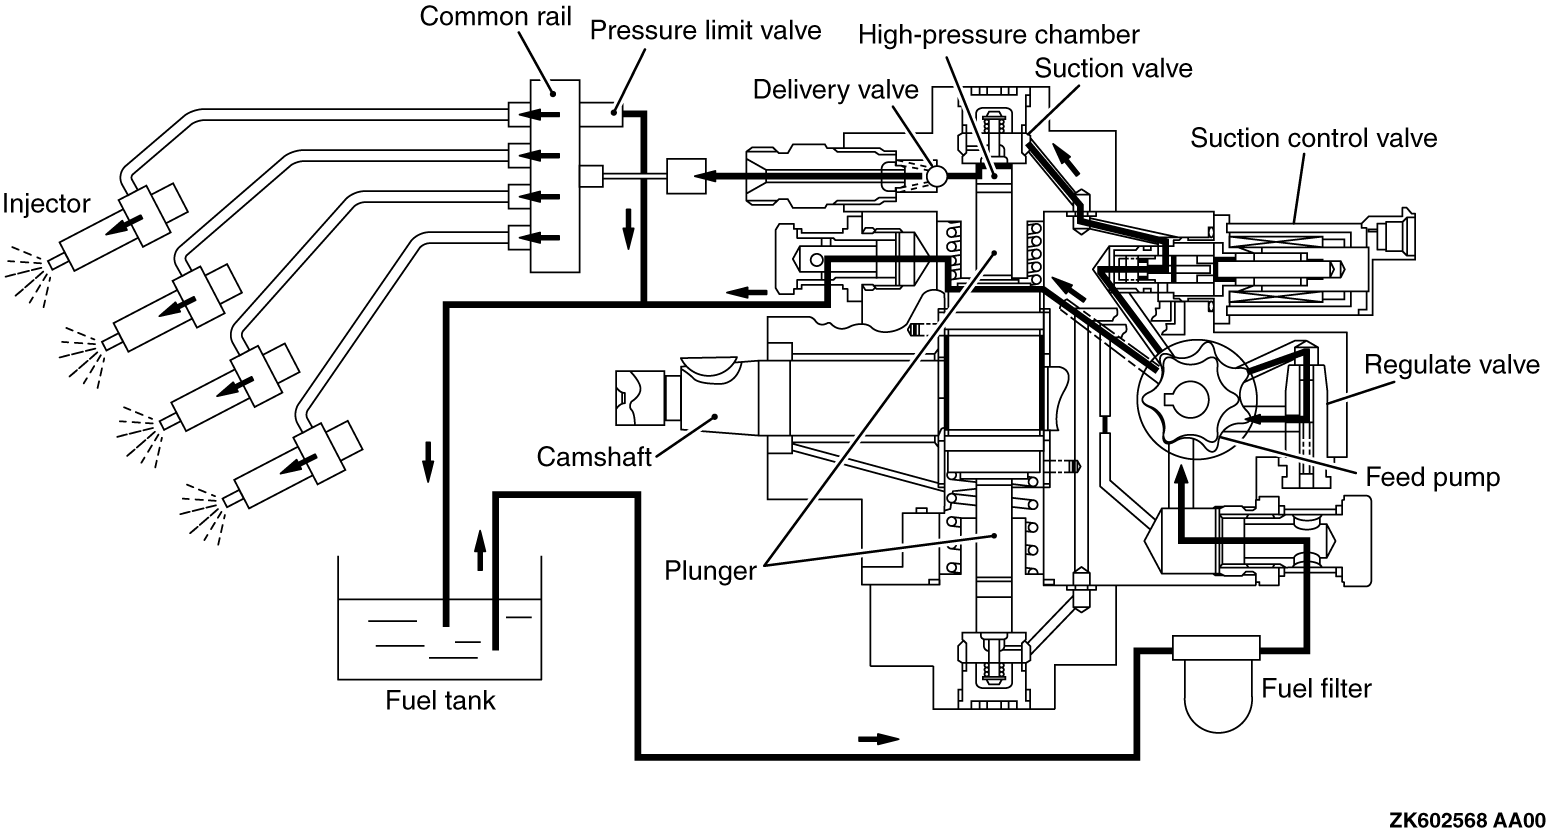 Common rail
Pressure limit valve
High-pressure chamber
Suction valve
Delivery valve
Suction control valve
Injector
Regulate valve
Camshaft
Feed pump
Plunger
Fuel tank
Fuel filter
ZK602568 AA00